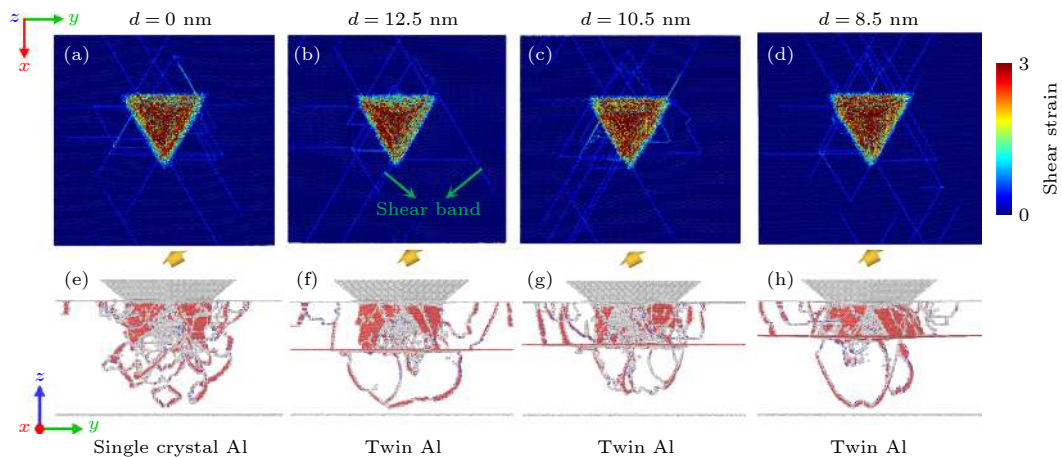 d = 0 nm d = 12.5 nm d = 10.5 nm d = 8.5 nm
z y
x
(a) (b) (c) (d)
3
Shear strain
0
Shear band
(e) (f) (g) (h)
z
x y
Single crystal Al Twin Al Twin Al Twin Al